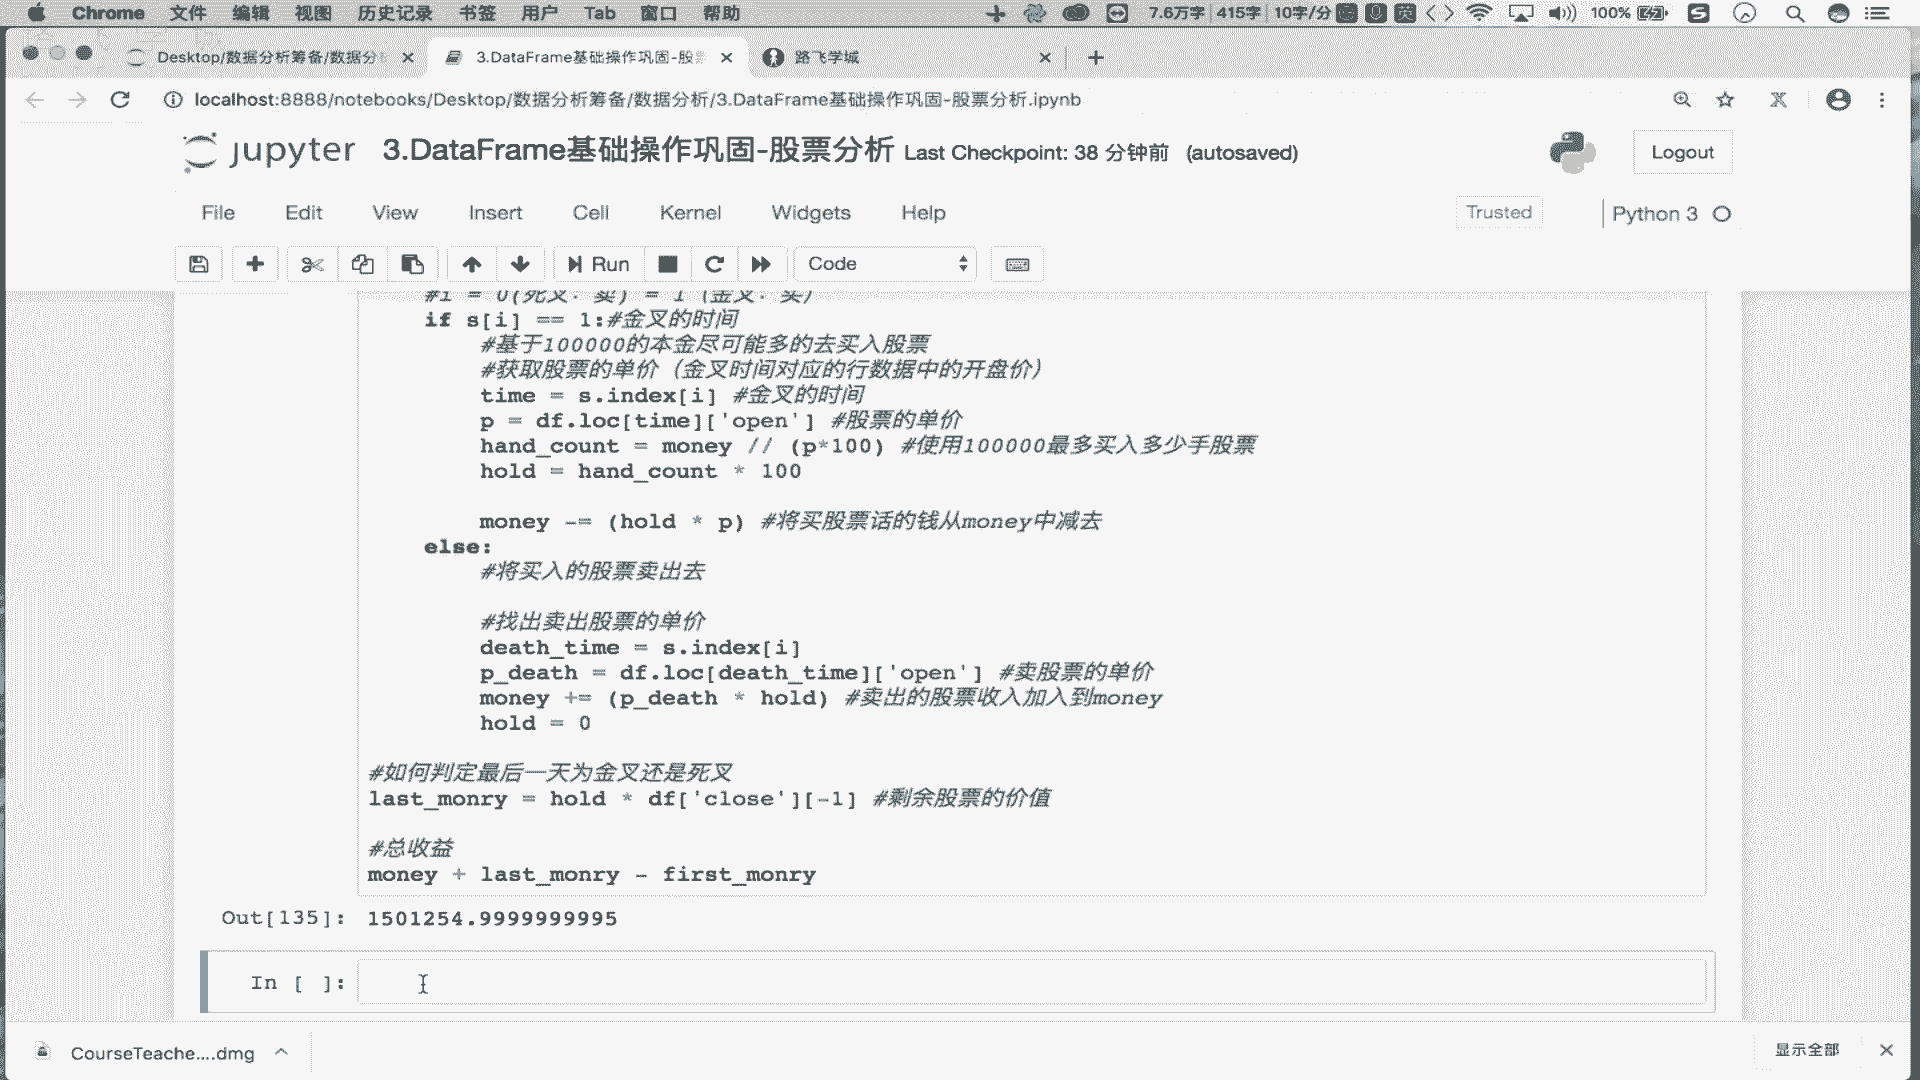 Chrome 文件 编辑 视图 历史记录 书签 用户 Tab 窗口 帮助 7.6万字 415字 10字/分 英 100%
Desktop/数据分析筹备/数据分 3.DataFrame基础操作巩固-股票 路飞学城
localhost:8888/notebooks/Desktop/数据分析筹备/数据分析/3.DataFrame基础操作巩固-股票分析.ipynb
jupyter 3.DataFrame基础操作巩固-股票分析 Last Checkpoint: 38 分钟前 (autosaved) Logout
File Edit View Insert Cell Kernel Widgets Help Trusted Python 3
Run Code
#i = 0(死叉：卖) = 1 (金叉：买)
if s[i] == 1:#金叉的时间
#基于100000的本金尽可能多的去买入股票
#获取股票的单价（金叉时间对应的行数据中的开盘价）
time = s.index[i] #金叉的时间
p = df.loc[time]['open'] #股票的单价
hand_count = money // (p*100) #使用100000最多买入多少手股票
hold = hand_count * 100
money -= (hold * p) #将买股票话的钱从money中减去
else:
#将买入的股票卖出去
#找出卖出股票的单价
death_time = s.index[i]
p_death = df.loc[death_time]['open'] #卖股票的单价
money += (p_death * hold) #卖出的股票收入加入到money
hold = 0
#如何判定最后一天为金叉还是死叉
last_monry = hold * df['close'][-1] #剩余股票的价值
#总收益
money + last_monry - first_monry
Out[135]: 1501254.9999999995
In [ ]:
CourseTeache....dmg 显示全部